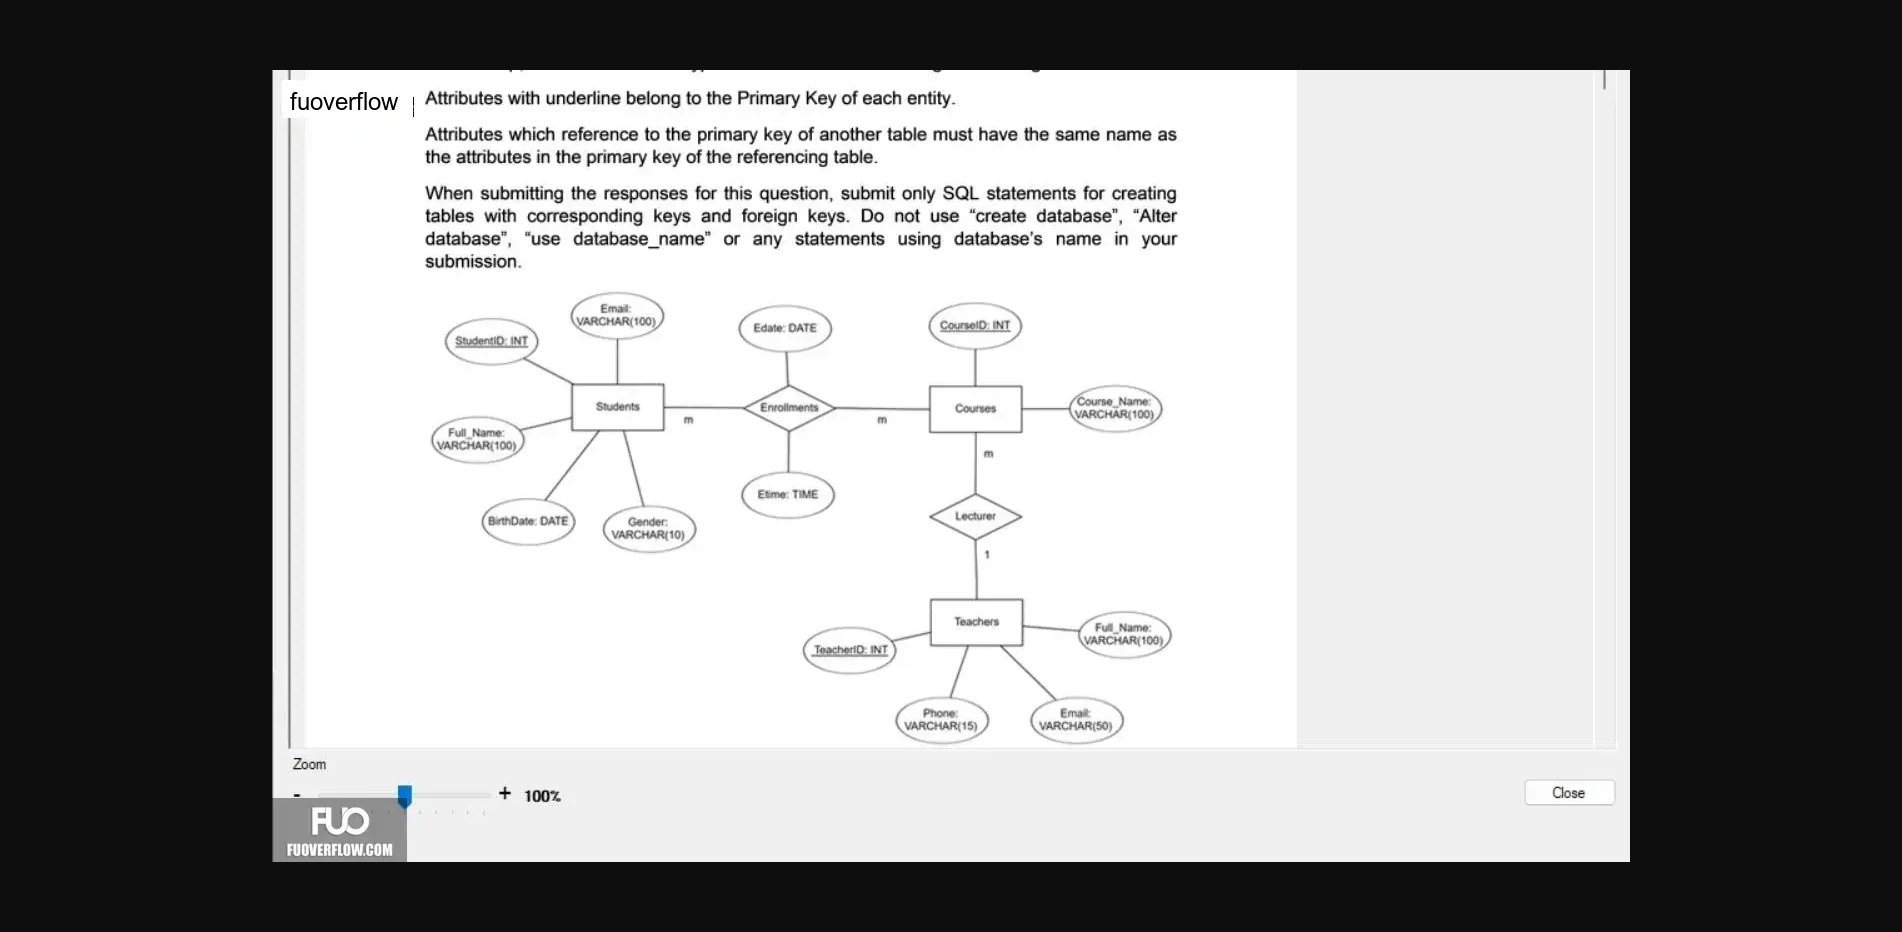 fuoverflow
Attributes with underline belong to the Primary Key of each entity.
Attributes which reference to the primary key of another table must have the same name as
the attributes in the primary key of the referencing table.
When submitting the responses for this question, submit only SQL statements for creating
tables with corresponding keys and foreign keys. Do not use “create database”, “Alter
database”, “use database_name” or any statements using database’s name in your
submission.
Email:
VARCHAR(100)
StudentID: INT
Edate: DATE
CourseID: INT
Students
m
Enrollments
m
Courses
Course_Name:
VARCHAR(100)
Full_Name:
VARCHAR(100)
m
BirthDate: DATE
Gender:
VARCHAR(10)
Etime: TIME
Lecturer
1
Teachers
TeacherID: INT
Full_Name:
VARCHAR(100)
Phone:
VARCHAR(15)
Email:
VARCHAR(50)
Zoom
- + 100%
Close
FUO
FUOVERFLOW.COM